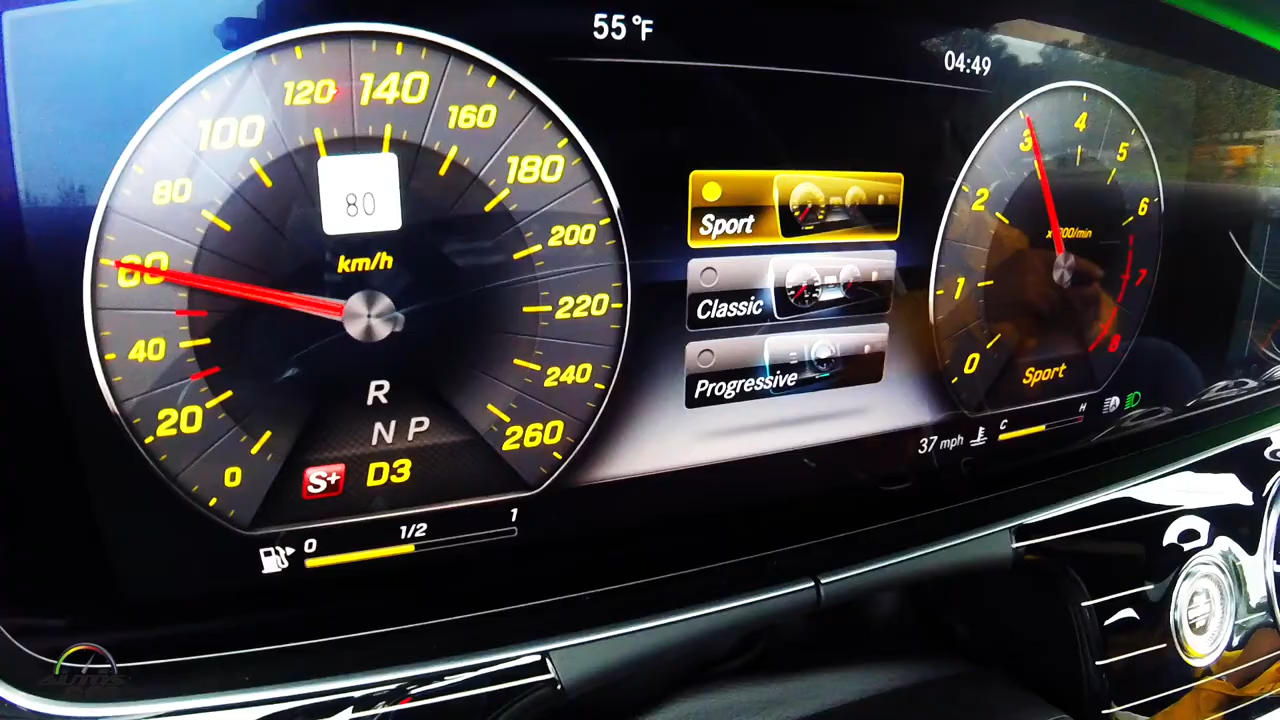 55 °F
04:49
0
20
40
60
80
100
120
140
160
180
200
220
240
260
80
km/h
R
N P
S+ D3
0 1/2 1
Sport
Classic
Progressive
0
1
2
3
4
5
6
7
8
Sport
37 mph
C H
AUTOS